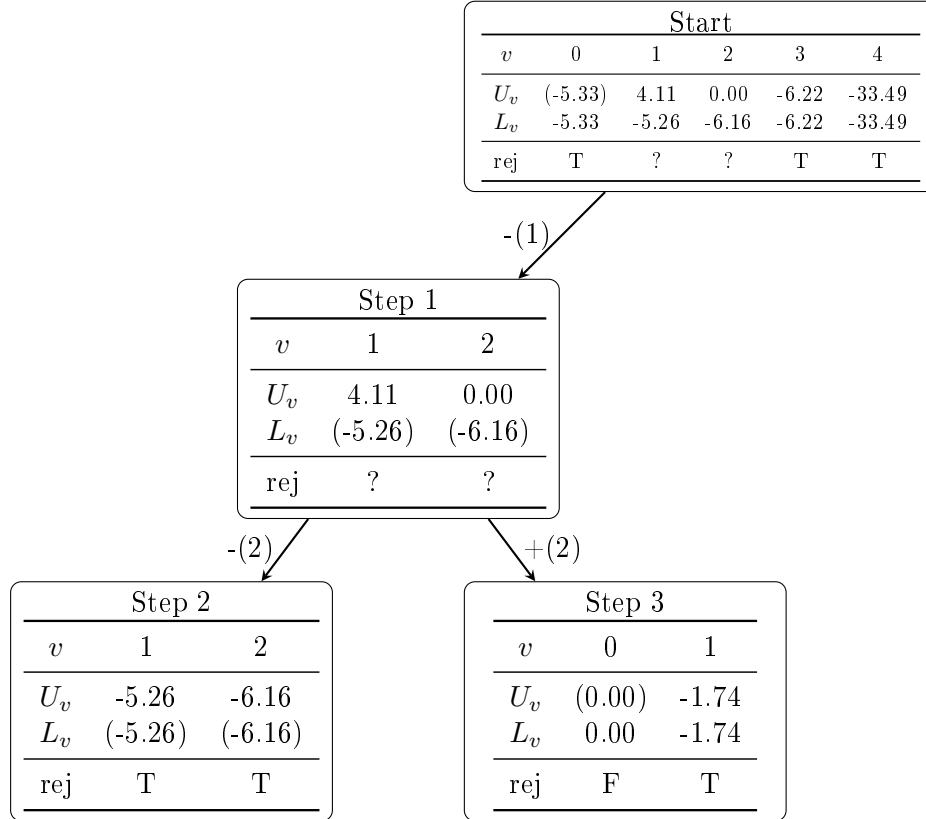 Start
v 0 1 2 3 4
U_v (-5.33) 4.11 0.00 -6.22 -33.49
L_v -5.33 -5.26 -6.16 -6.22 -33.49
rej T ? ? T T
-(1)
Step 1
v 1 2
U_v 4.11 0.00
L_v (-5.26) (-6.16)
rej ? ?
-(2)
+(2)
Step 2
v 1 2
U_v -5.26 -6.16
L_v (-5.26) (-6.16)
rej T T
Step 3
v 0 1
U_v (0.00) -1.74
L_v 0.00 -1.74
rej F T